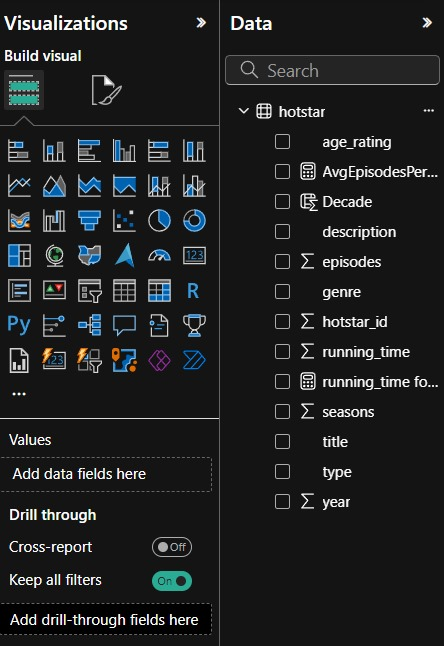 Visualizations
Build visual
123
R
Py
123
Values
Add data fields here
Drill through
Cross-report
Off
Keep all filters
On
Add drill-through fields here
Data
Search
hotstar
age_rating
AvgEpisodesPer...
Decade
description
episodes
genre
hotstar_id
running_time
running_time fo...
seasons
title
type
year